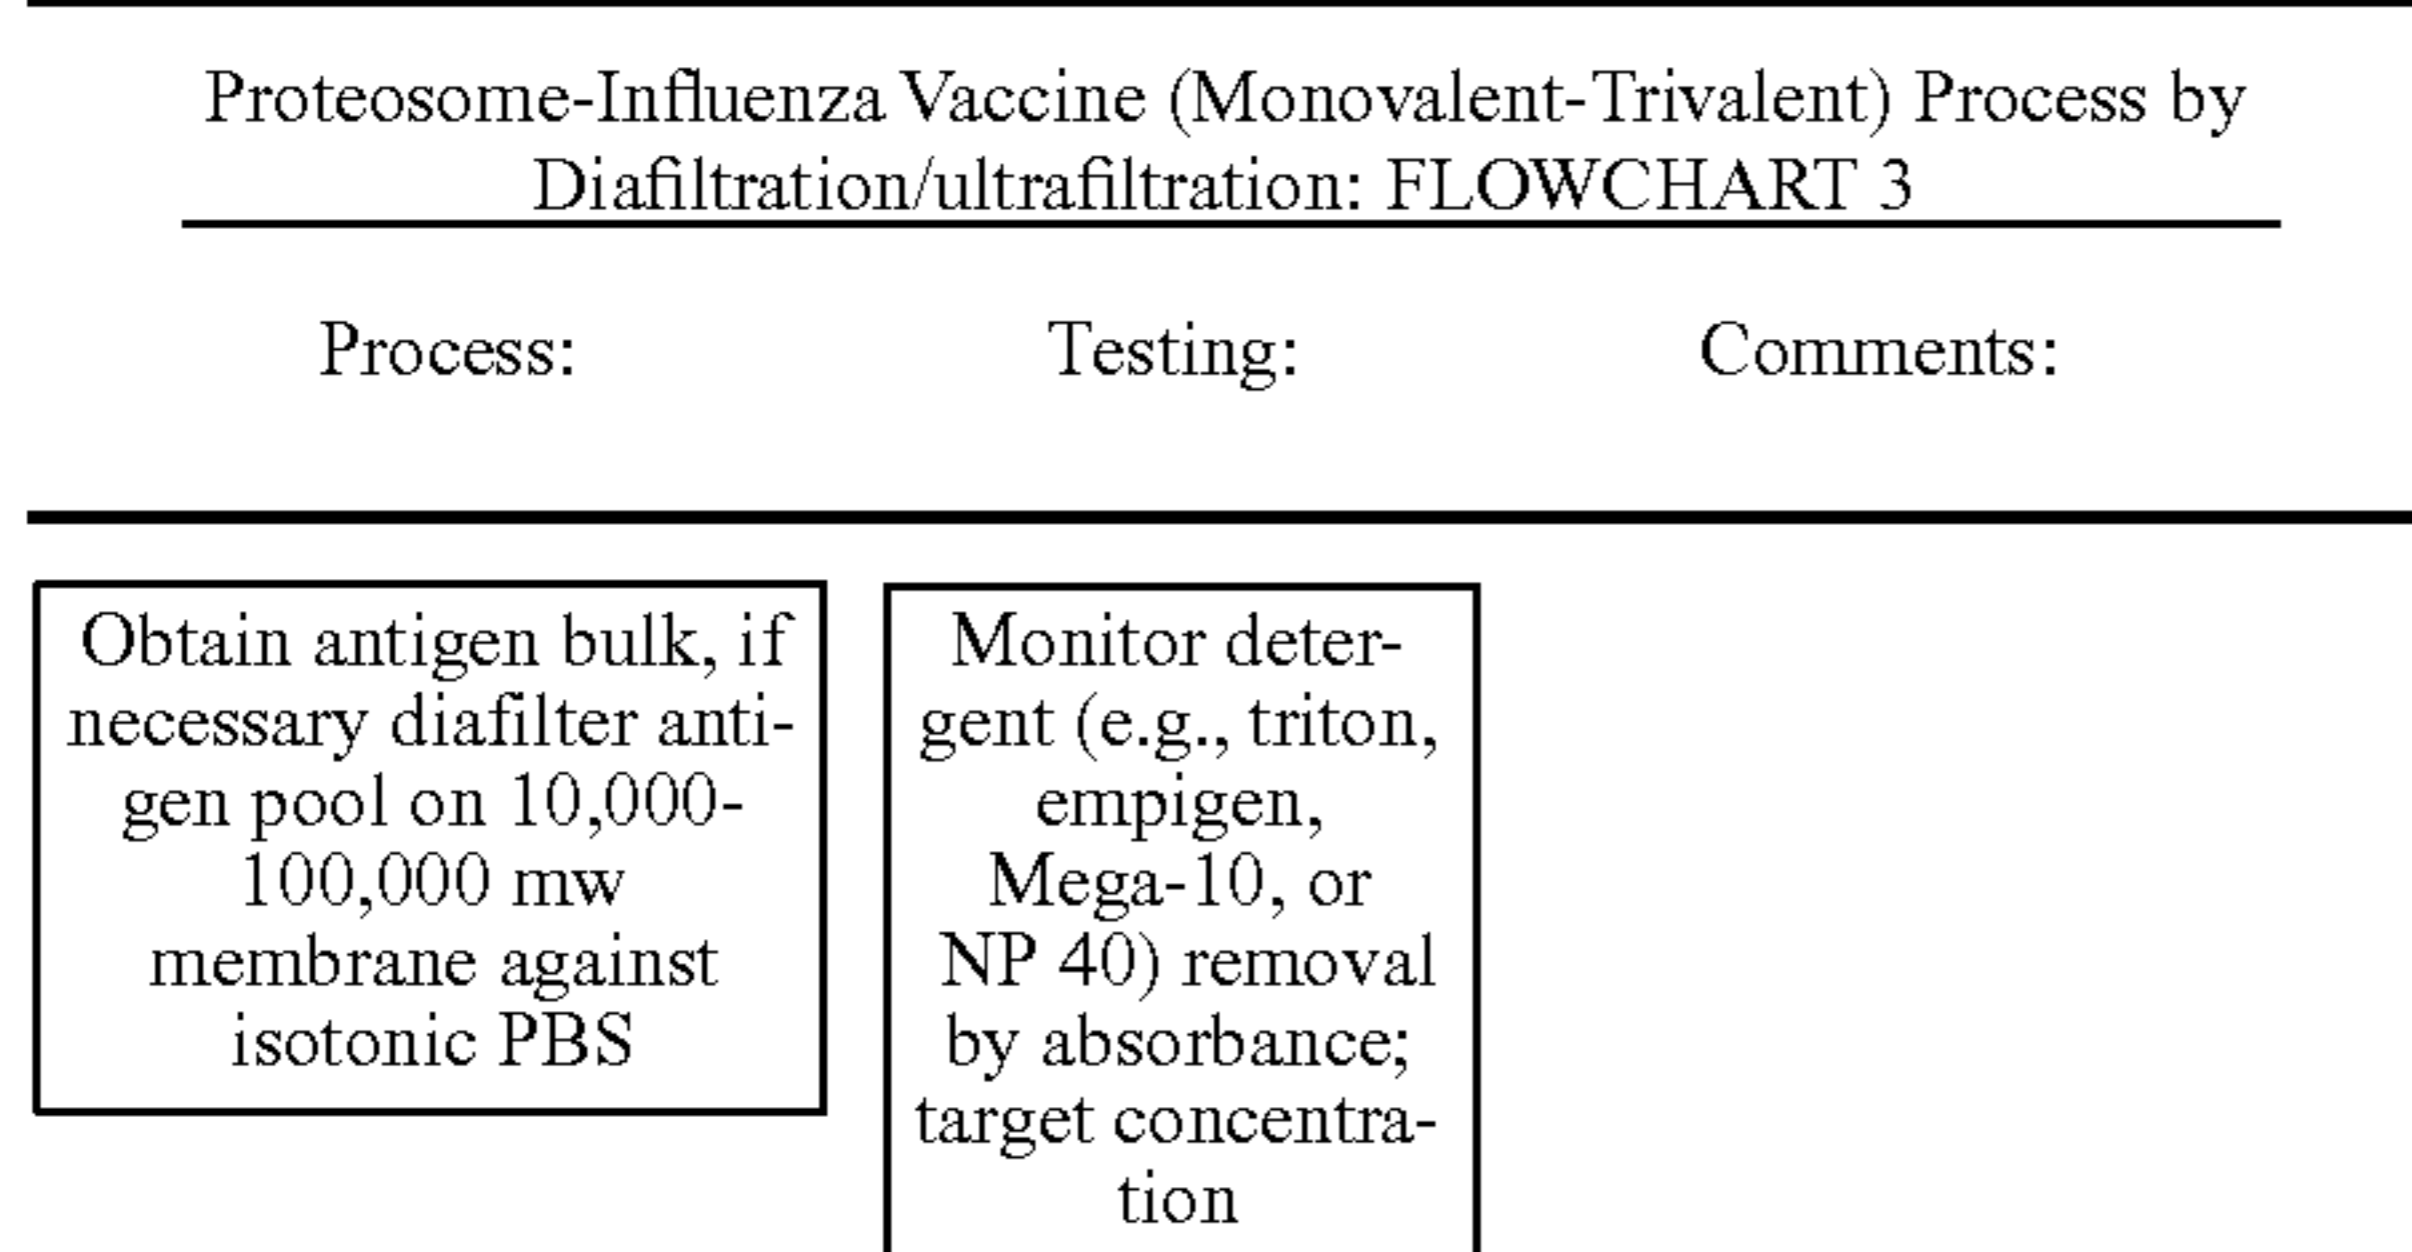 Proteosome-Influenza Vaccine (Monovalent-Trivalent) Process by
Diafiltration/ultrafiltration: FLOWCHART 3
Process:
Testing:
Comments:
Obtain antigen bulk, if
necessary diafilter anti-
gen pool on 10,000-
100,000 mw
membrane against
isotonic PBS
Monitor deter-
gent (e.g., triton,
empigen,
Mega-10, or
NP 40) removal
by absorbance;
target concentra-
tion